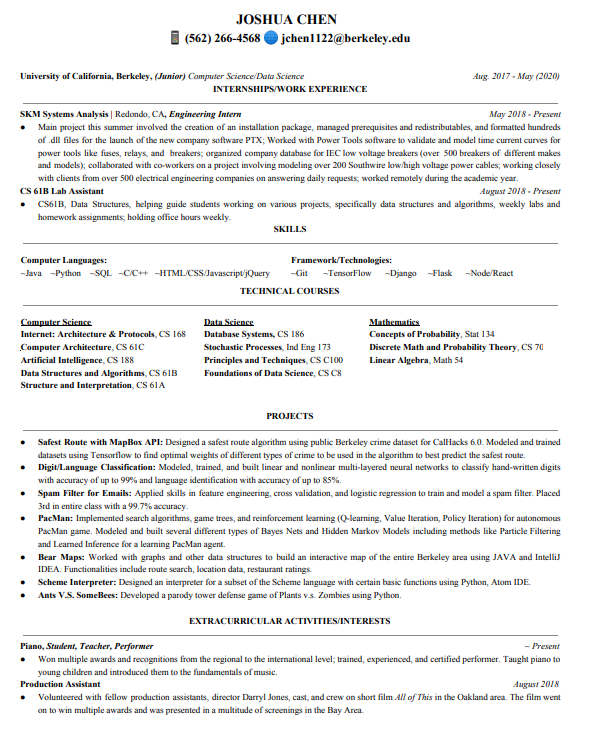 JOSHUA CHEN
(562) 266-4568 jchen1122@berkeley.edu
University of California, Berkeley, (Junior) Computer Science/Data Science Aug. 2017 - May (2020)
INTERNSHIPS/WORK EXPERIENCE
SKM Systems Analysis | Redondo, CA, Engineering Intern May 2018 - Present
● Main project this summer involved the creation of an installation package, managed prerequisites and redistributables, and formatted hundreds
of .dll files for the launch of the new company software PTX; Worked with Power Tools software to validate and model time current curves for
power tools like fuses, relays, and breakers; organized company database for IEC low voltage breakers (over 500 breakers of different makes
and models); collaborated with co-workers on a project involving modeling over 200 Southwire low/high voltage power cables; working closely
with clients from over 500 electrical engineering companies on answering daily requests; worked remotely during the academic year.
CS 61B Lab Assistant August 2018 - Present
● CS61B, Data Structures, helping guide students working on various projects, specifically data structures and algorithms, weekly labs and
homework assignments; holding office hours weekly.
SKILLS
Computer Languages: Framework/Technologies:
~Java ~Python ~SQL ~C/C++ ~HTML/CSS/Javascript/jQuery ~Git ~TensorFlow ~Django ~Flask ~Node/React
TECHNICAL COURSES
Computer Science Data Science Mathematics
Internet: Architecture & Protocols, CS 168 Database Systems, CS 186 Concepts of Probability, Stat 134
Computer Architecture, CS 61C Stochastic Processes, Ind Eng 173 Discrete Math and Probability Theory, CS 70
Artificial Intelligence, CS 188 Principles and Techniques, CS C100 Linear Algebra, Math 54
Data Structures and Algorithms, CS 61B Foundations of Data Science, CS C8
Structure and Interpretation, CS 61A
PROJECTS
● Safest Route with MapBox API: Designed a safest route algorithm using public Berkeley crime dataset for CalHacks 6.0. Modeled and trained
datasets using Tensorflow to find optimal weights of different types of crime to be used in the algorithm to best predict the safest route.
● Digit/Language Classification: Modeled, trained, and built linear and nonlinear multi-layered neural networks to classify hand-written digits
with accuracy of up to 99% and language identification with accuracy of up to 85%.
● Spam Filter for Emails: Applied skills in feature engineering, cross validation, and logistic regression to train and model a spam filter. Placed
3rd in entire class with a 99.7% accuracy.
● PacMan: Implemented search algorithms, game trees, and reinforcement learning (Q-learning, Value Iteration, Policy Iteration) for autonomous
PacMan game. Modeled and built several different types of Bayes Nets and Hidden Markov Models including methods like Particle Filtering
and Learned Inference for a learning PacMan agent.
● Bear Maps: Worked with graphs and other data structures to build an interactive map of the entire Berkeley area using JAVA and IntelliJ
IDEA. Functionalities include route search, location data, restaurant ratings.
● Scheme Interpreter: Designed an interpreter for a subset of the Scheme language with certain basic functions using Python, Atom IDE.
● Ants V.S. SomeBees: Developed a parody tower defense game of Plants v.s. Zombies using Python.
EXTRACURRICULAR ACTIVITIES/INTERESTS
Piano, Student, Teacher, Performer ~ Present
● Won multiple awards and recognitions from the regional to the international level; trained, experienced, and certified performer. Taught piano to
young children and introduced them to the fundamentals of music.
Production Assistant August 2018
● Volunteered with fellow production assistants, director Darryl Jones, cast, and crew on short film All of This in the Oakland area. The film went
on to win multiple awards and was presented in a multitude of screenings in the Bay Area.